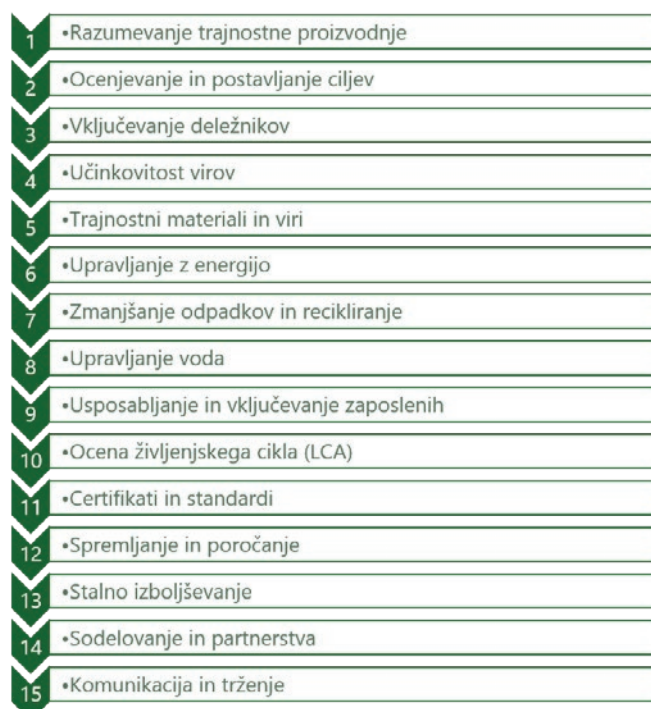 1 •Razumevanje trajnostne proizvodnje
2 •Ocenjevanje in postavljanje ciljev
3 •Vključevanje deležnikov
4 •Učinkovitost virov
5 •Trajnostni materiali in viri
6 •Upravljanje z energijo
7 •Zmanjšanje odpadkov in recikliranje
8 •Upravljanje voda
9 •Usposabljanje in vključevanje zaposlenih
10 •Ocena življenjskega cikla (LCA)
11 •Certifikati in standardi
12 •Spremljanje in poročanje
13 •Stalno izboljševanje
14 •Sodelovanje in partnerstva
15 •Komunikacija in trženje